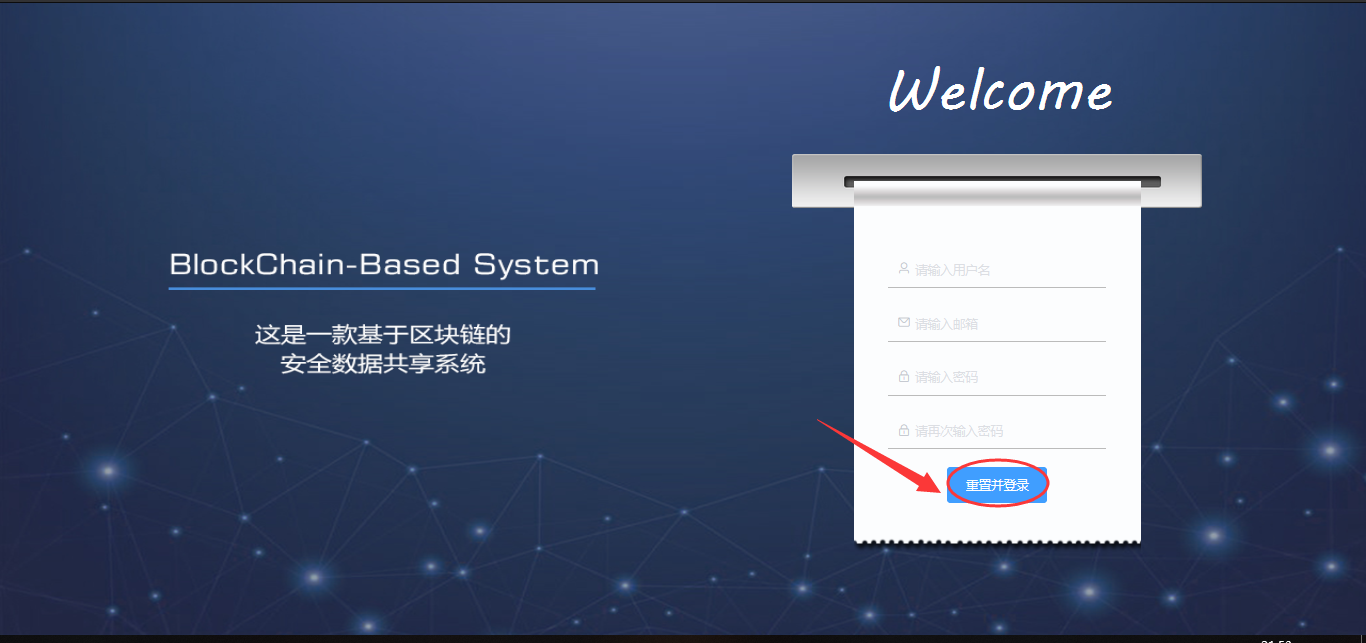 Welcome
BlockChain-Based System
这是一款基于区块链的
安全数据共享系统
请输入用户名
请输入邮箱
请输入密码
请再次输入密码
重置并登录